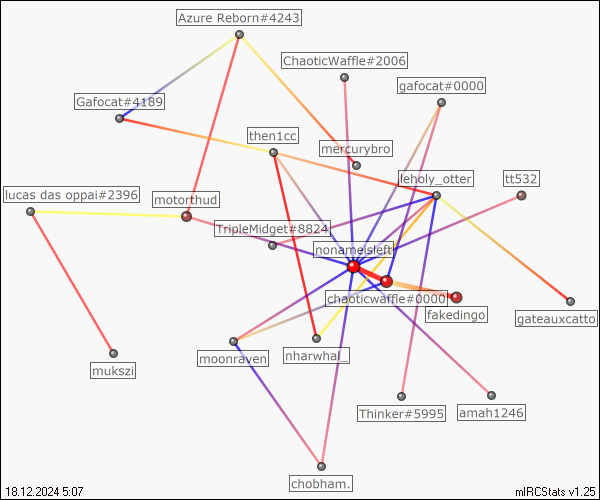 Azure Reborn#4243
ChaoticWaffle#2006
gafocat#0000
Gafocat#4189
then1cc
mercurybro
leholy_otter
tt532
lucas das oppai#2396
motorthud
TripleMidget#8824
nonameisleft
chaoticwaffle#0000
fakedingo
gateauxcatto
moonraven
nharwhal_
mukszi
Thinker#5995
amah1246
chobham.
18.12.2024 5:07
mIRCStats v1.25